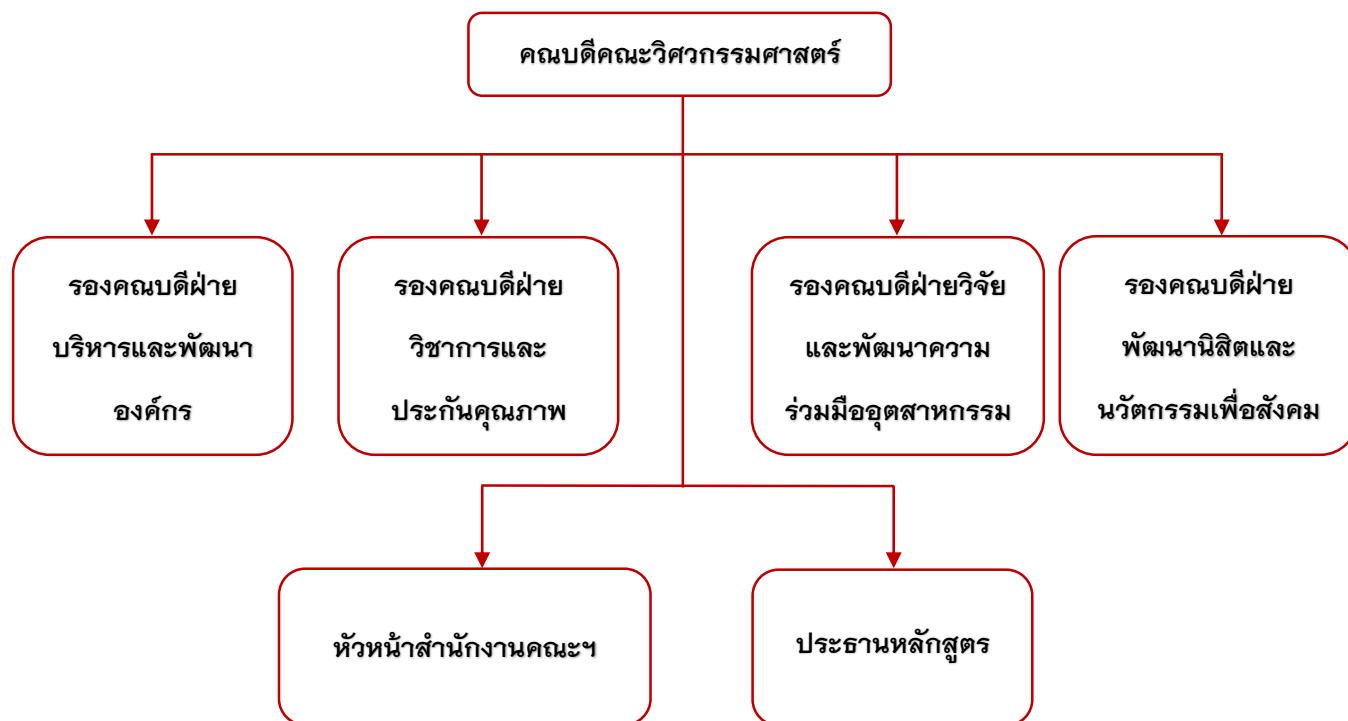 คณบดีคณะวิศวกรรมศาสตร์
รองคณบดีฝ่าย
บริหารและพัฒนา
องค์กร
รองคณบดีฝ่าย
วิชาการและ
ประกันคุณภาพ
รองคณบดีฝ่ายวิจัย
และพัฒนาความ
ร่วมมืออุตสาหกรรม
รองคณบดีฝ่าย
พัฒนานิสิตและ
นวัตกรรมเพื่อสังคม
หัวหน้าสำนักงานคณะฯ
ประธานหลักสูตร